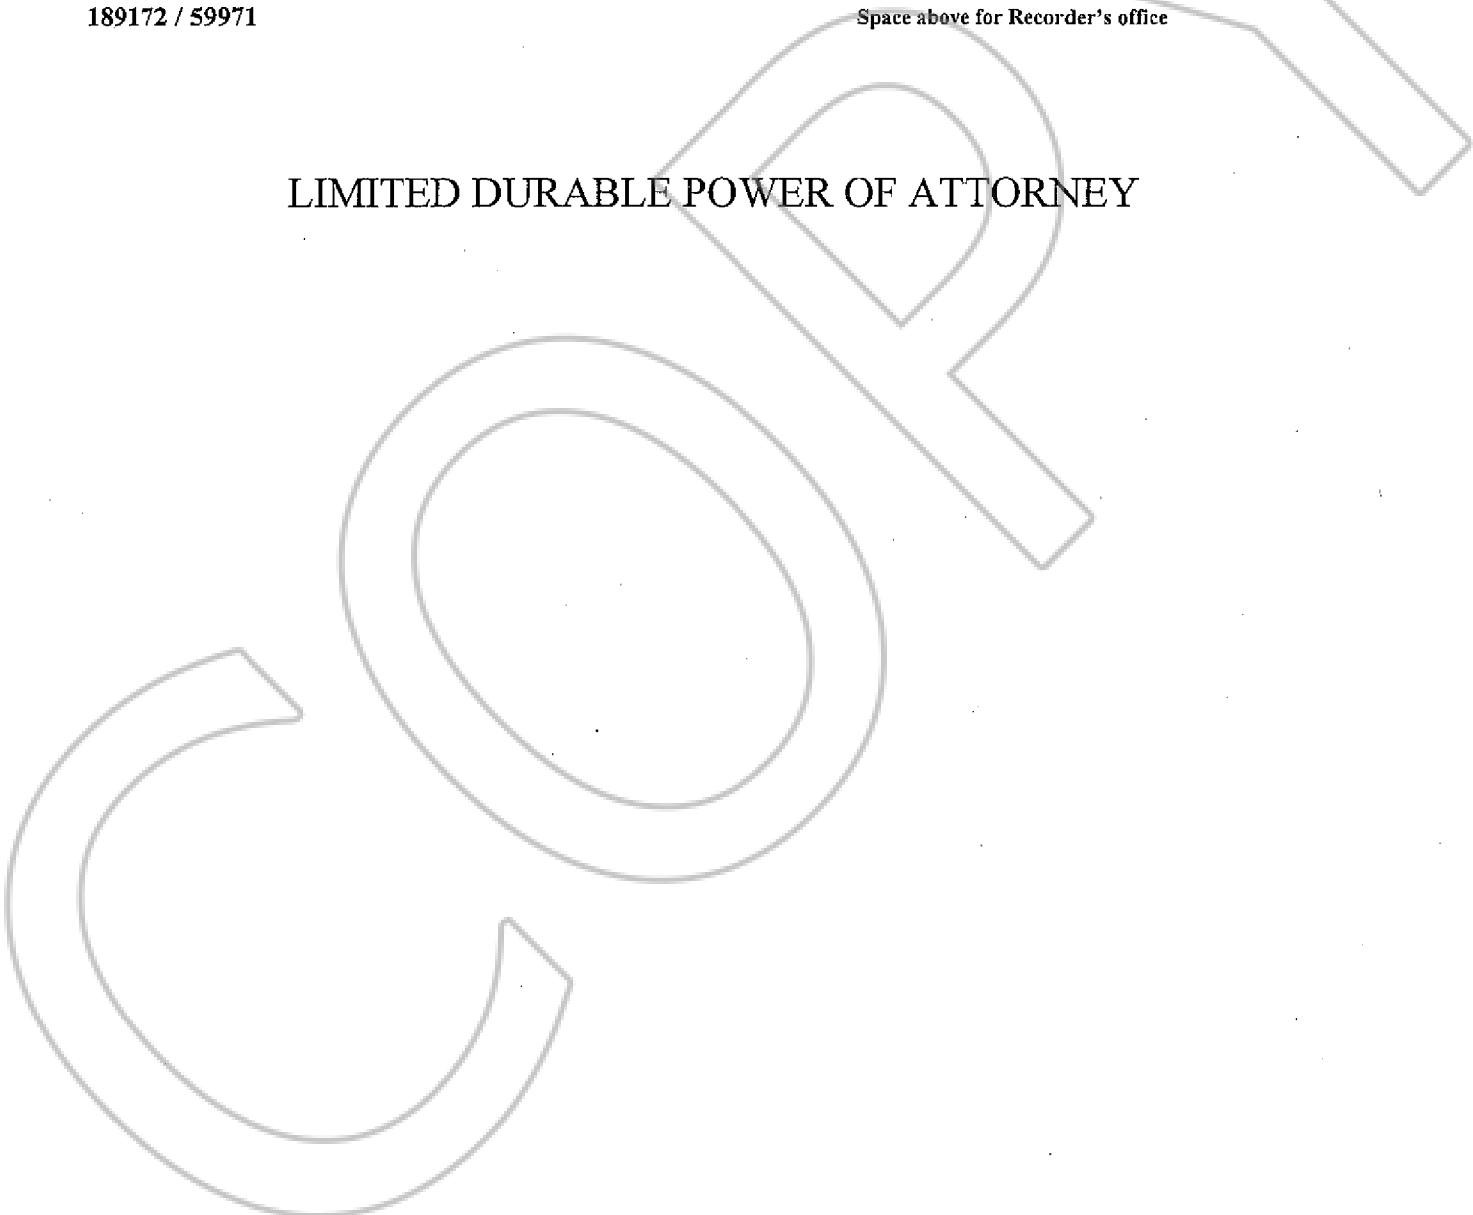 189172 / 59971 Space above for Recorder's office
LIMITED DURABLE POWER OF ATTORNEY
COPY